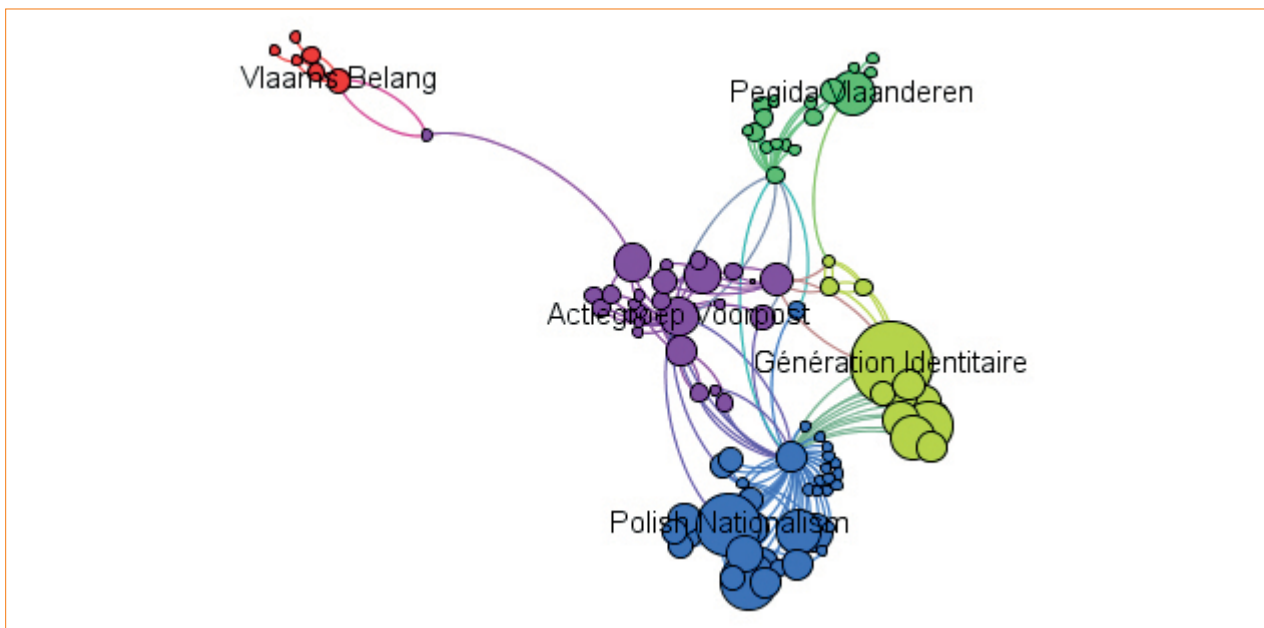 Vlaams Belang
Pegida Vlaanderen
Actiegroep Voorpost
Génération Identitaire
Polish Nationalism